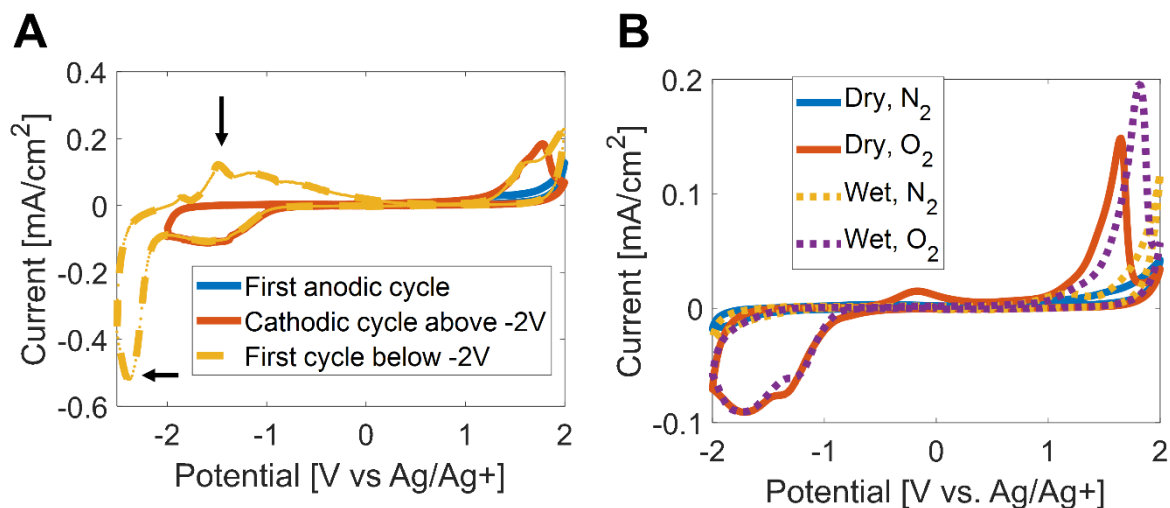 A
0.4
0.2
0
-0.2
-0.4
-0.6
Current [mA/cm²]
First anodic cycle
Cathodic cycle above -2V
First cycle below -2V
-2
-1
0
1
2
Potential [V vs Ag/Ag+]
B
0.2
0.1
0
-0.1
Current [mA/cm²]
Dry, N₂
Dry, O₂
Wet, N₂
Wet, O₂
-2
-1
0
1
2
Potential [V vs. Ag/Ag+]